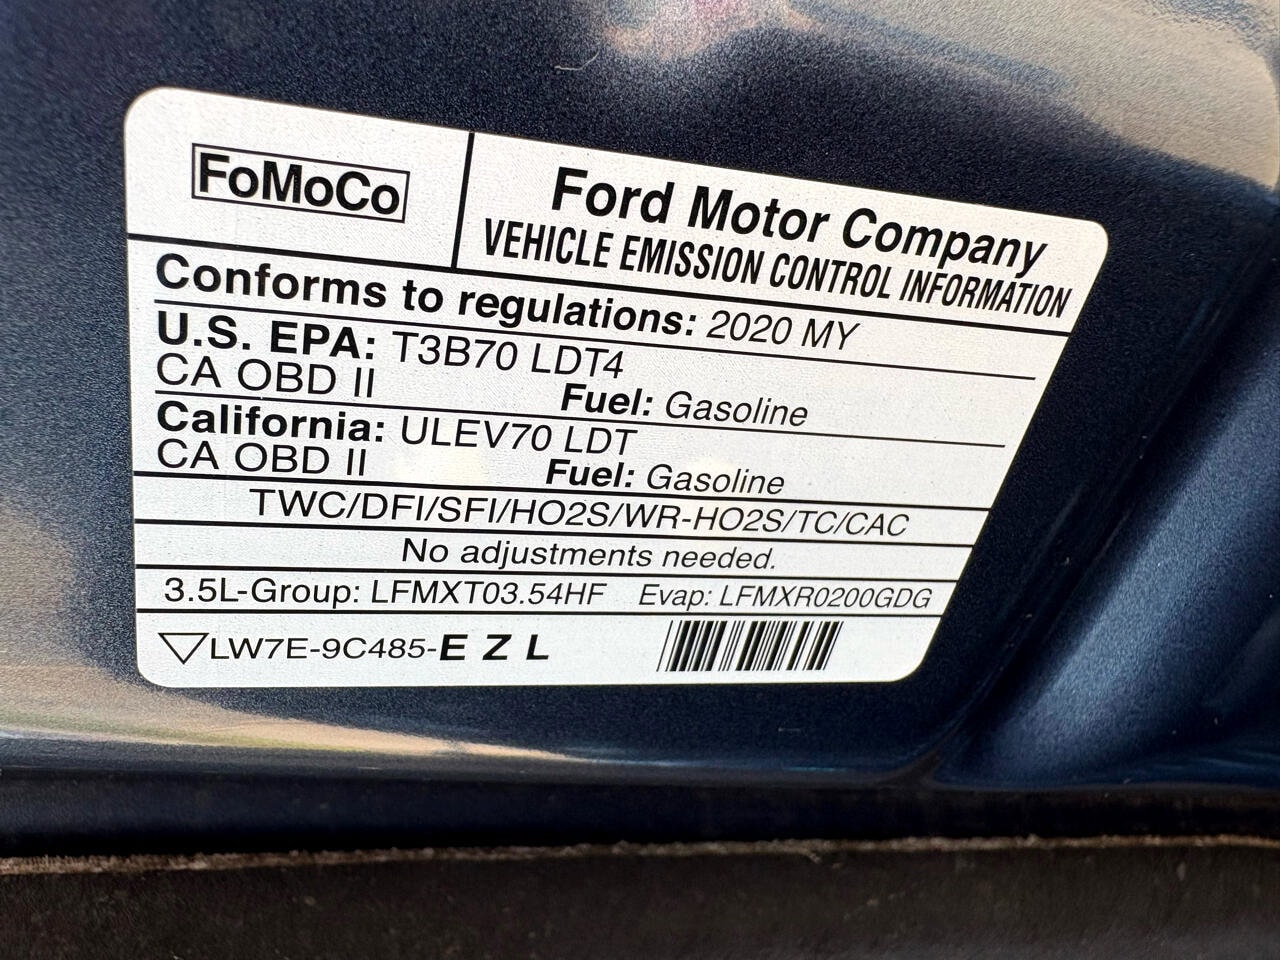 FoMoCo
Ford Motor Company
VEHICLE EMISSION CONTROL INFORMATION
Conforms to regulations: 2020 MY
U.S. EPA: T3B70 LDT4
CA OBD II Fuel: Gasoline
California: ULEV70 LDT
CA OBD II Fuel: Gasoline
TWC/DFI/SFI/HO2S/WR-HO2S/TC/CAC
No adjustments needed.
3.5L-Group: LFMXT03.54HF Evap: LFMXR0200GDG
▽LW7E-9C485-E Z L